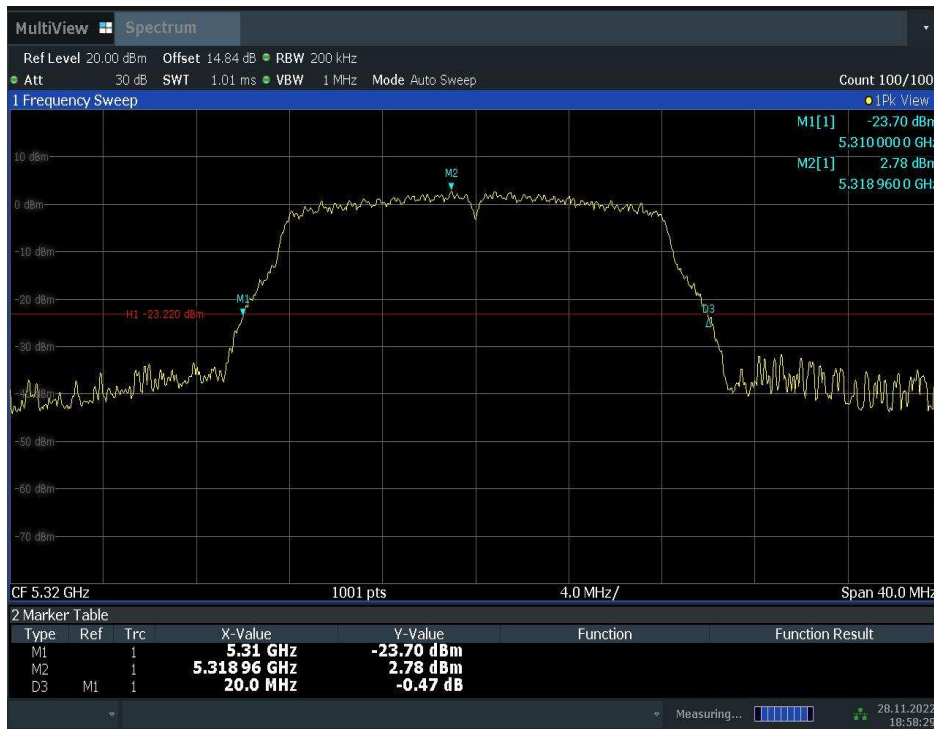 MultiView Spectrum
Ref Level 20.00 dBm Offset 14.84 dB RBW 200 kHz
Att 30 dB SWT 1.01 ms VBW 1 MHz Mode Auto Sweep Count 100/100
1 Frequency Sweep 1Pk View
M1[1] -23.70 dBm
5.310 000 0 GHz
M2[1] 2.78 dBm
5.318 960 0 GHz
10 dBm
M2
0 dBm
-10 dBm
-20 dBm
M1
D3
H1 -23.220 dBm
-30 dBm
-40 dBm
-50 dBm
-60 dBm
-70 dBm
CF 5.32 GHz 1001 pts 4.0 MHz/ Span 40.0 MHz
2 Marker Table
Type Ref Trc X-Value Y-Value Function Function Result
M1 1 5.31 GHz -23.70 dBm
M2 1 5.318 96 GHz 2.78 dBm
D3 M1 1 20.0 MHz -0.47 dB
Measuring... 28.11.2022
18:58:29